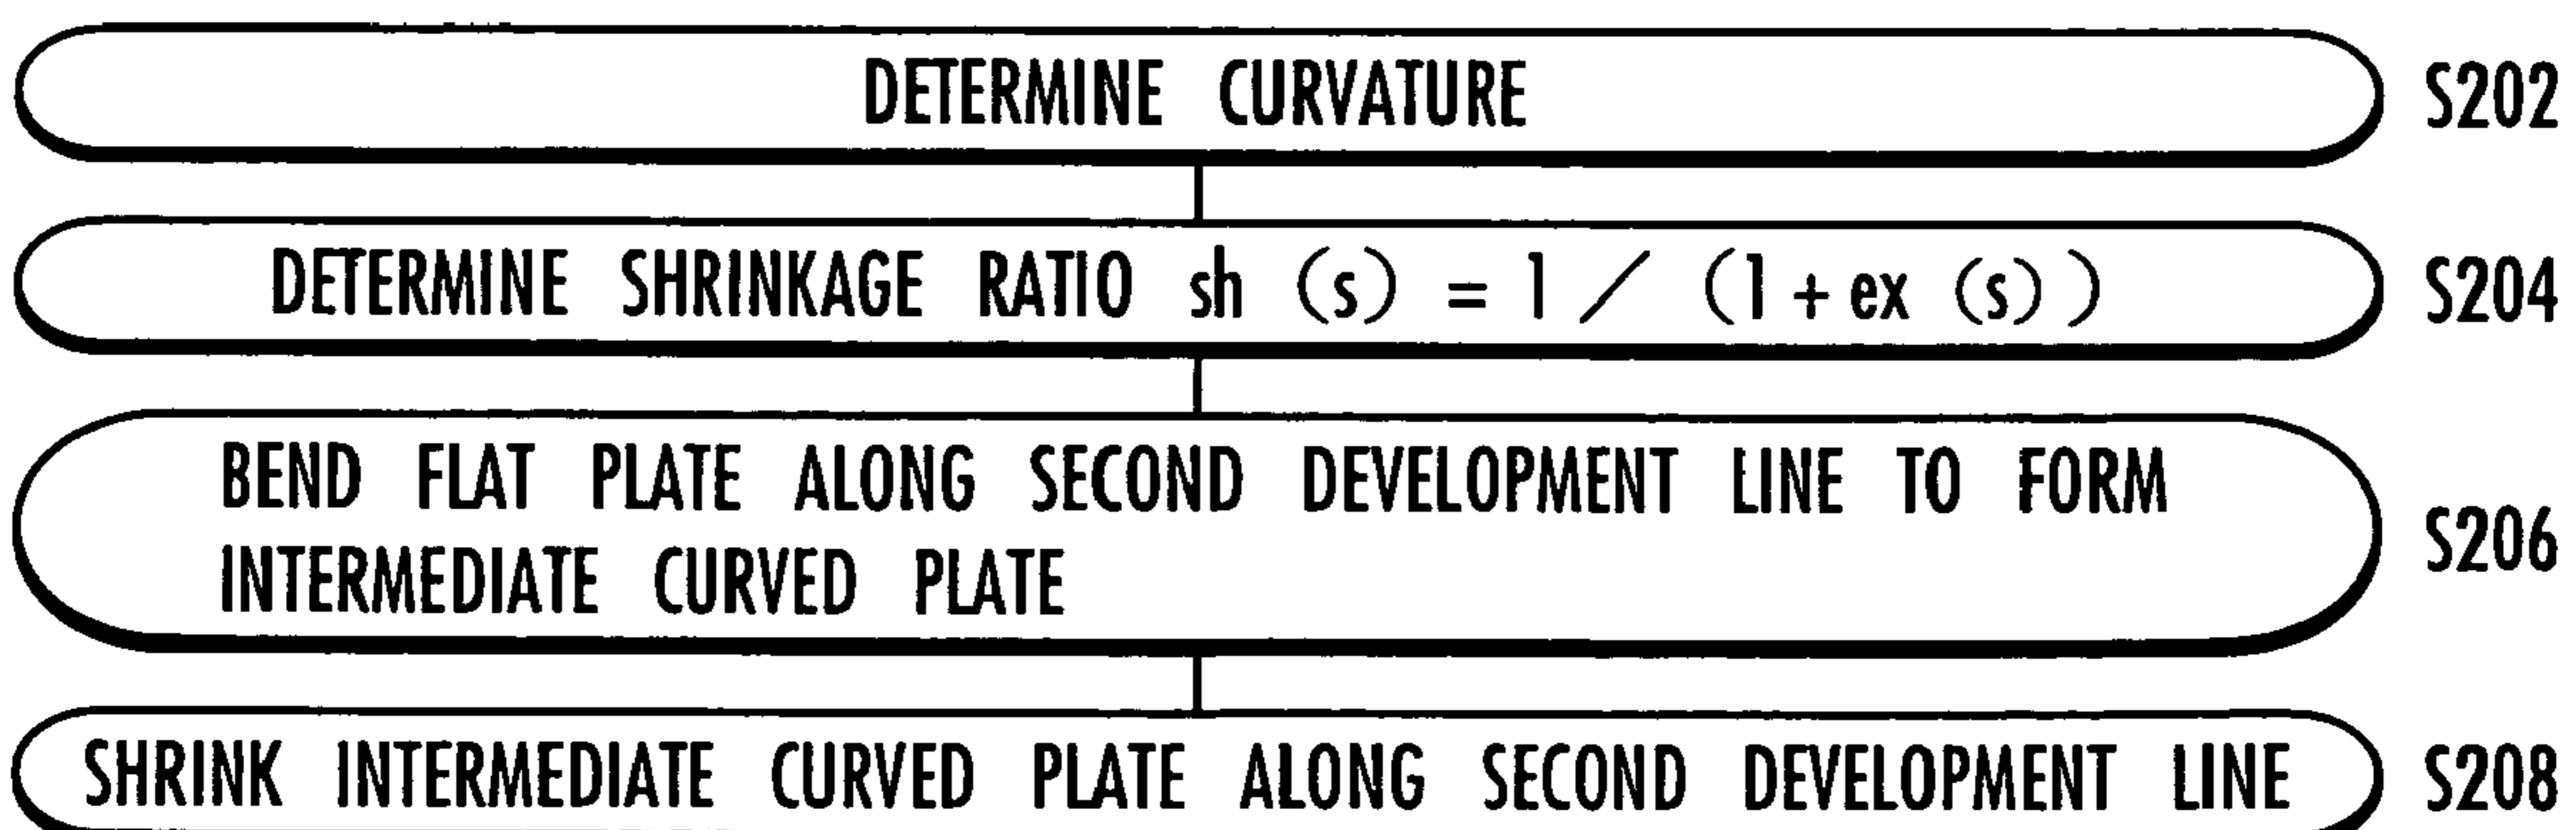 DETERMINE CURVATURE S202
DETERMINE SHRINKAGE RATIO sh (s) = 1 / (1 + ex (s))  S204
BEND FLAT PLATE ALONG SECOND DEVELOPMENT LINE TO FORM
INTERMEDIATE CURVED PLATE S206
SHRINK INTERMEDIATE CURVED PLATE ALONG SECOND DEVELOPMENT LINE S208